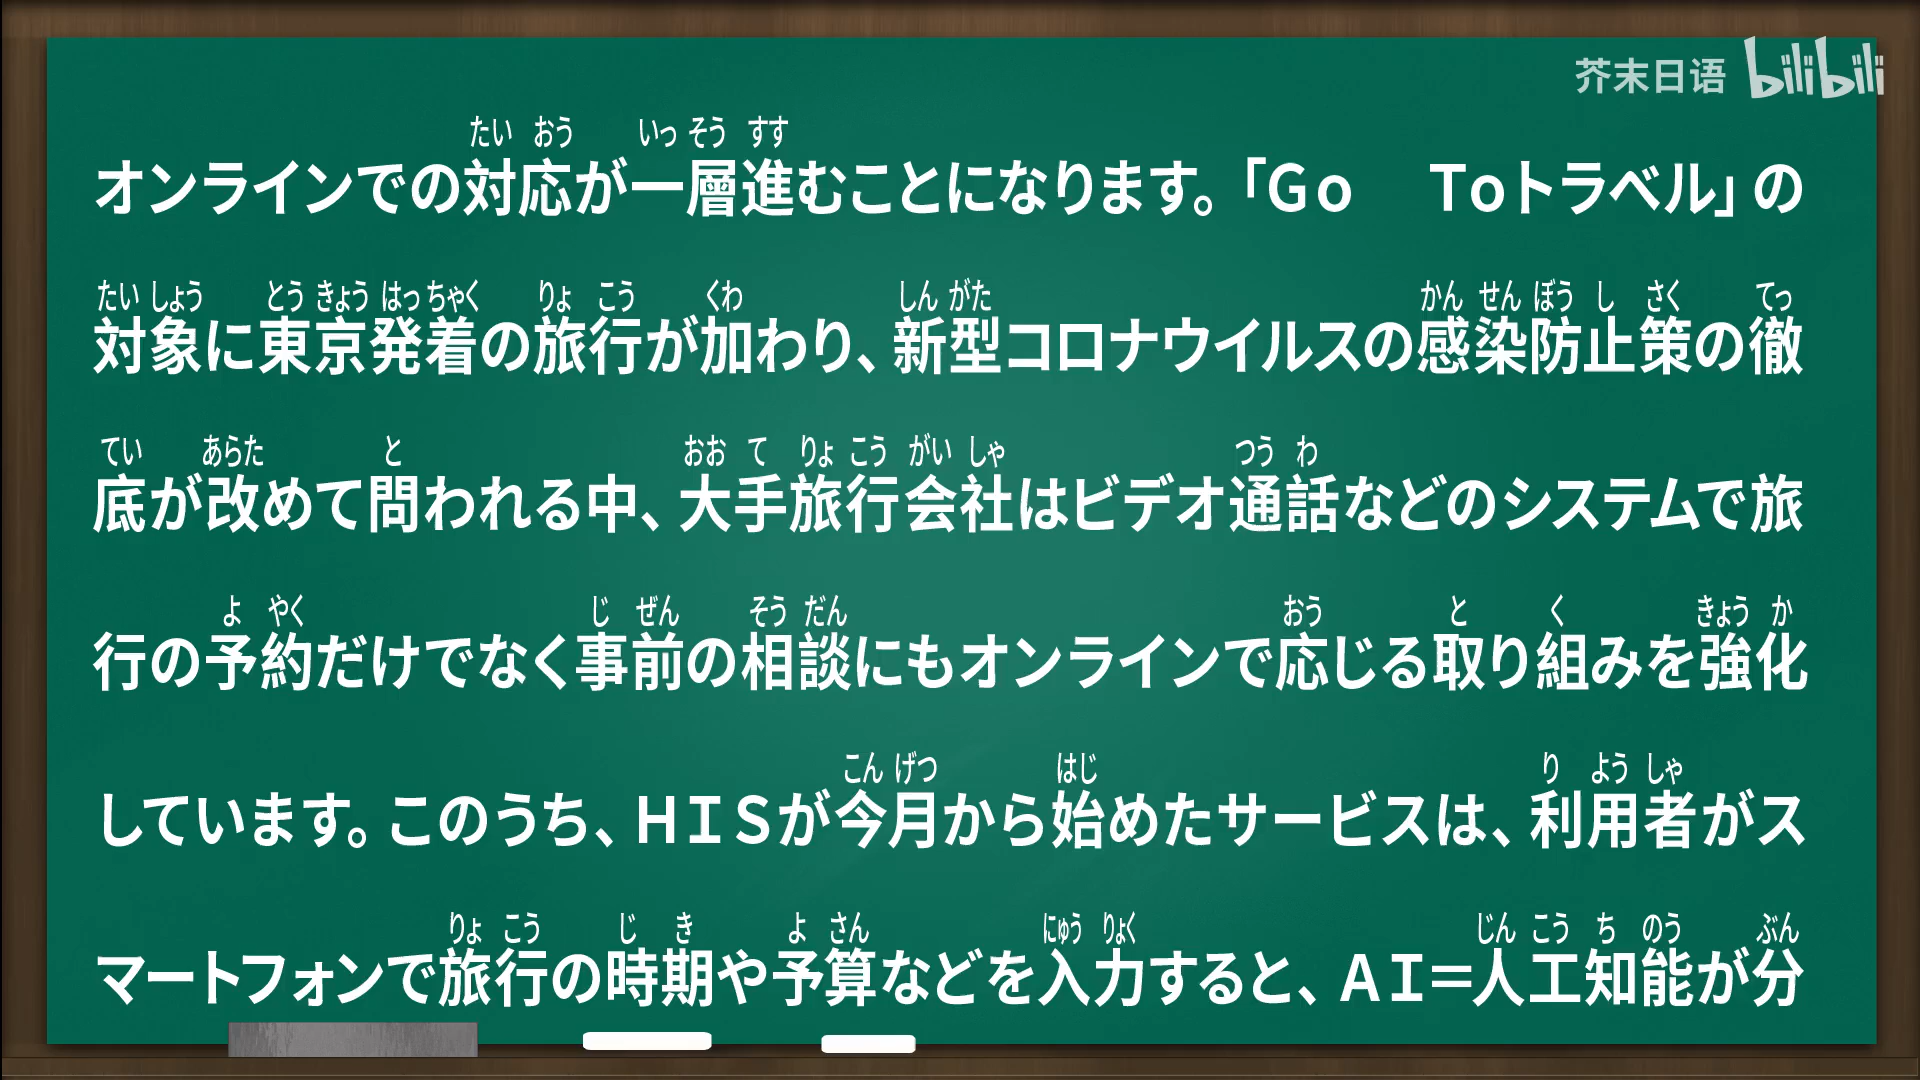 芥末日语 bilibili
たい おう いっ そう すす
オンラインでの対応が一層進むことになります。「Ｇｏ　Ｔｏトラベル」の
たい しょう とう きょう はっ ちゃく りょ こう くわ しん がた かん せん ぼう し さく てっ
対象に東京発着の旅行が加わり、新型コロナウイルスの感染防止策の徹
てい あらた と おお て りょ こう がい しゃ つう わ
底が改めて問われる中、大手旅行会社はビデオ通話などのシステムで旅
よ やく じ ぜん そう だん おう と く きょう か
行の予約だけでなく事前の相談にもオンラインで応じる取り組みを強化
こん げつ はじ り よう しゃ
しています。このうち、ＨＩＳが今月から始めたサービスは、利用者がス
りょ こう じ き よ さん にゅう りょく じん こう ち のう ぶん
マートフォンで旅行の時期や予算などを入力すると、ＡＩ＝人工知能が分